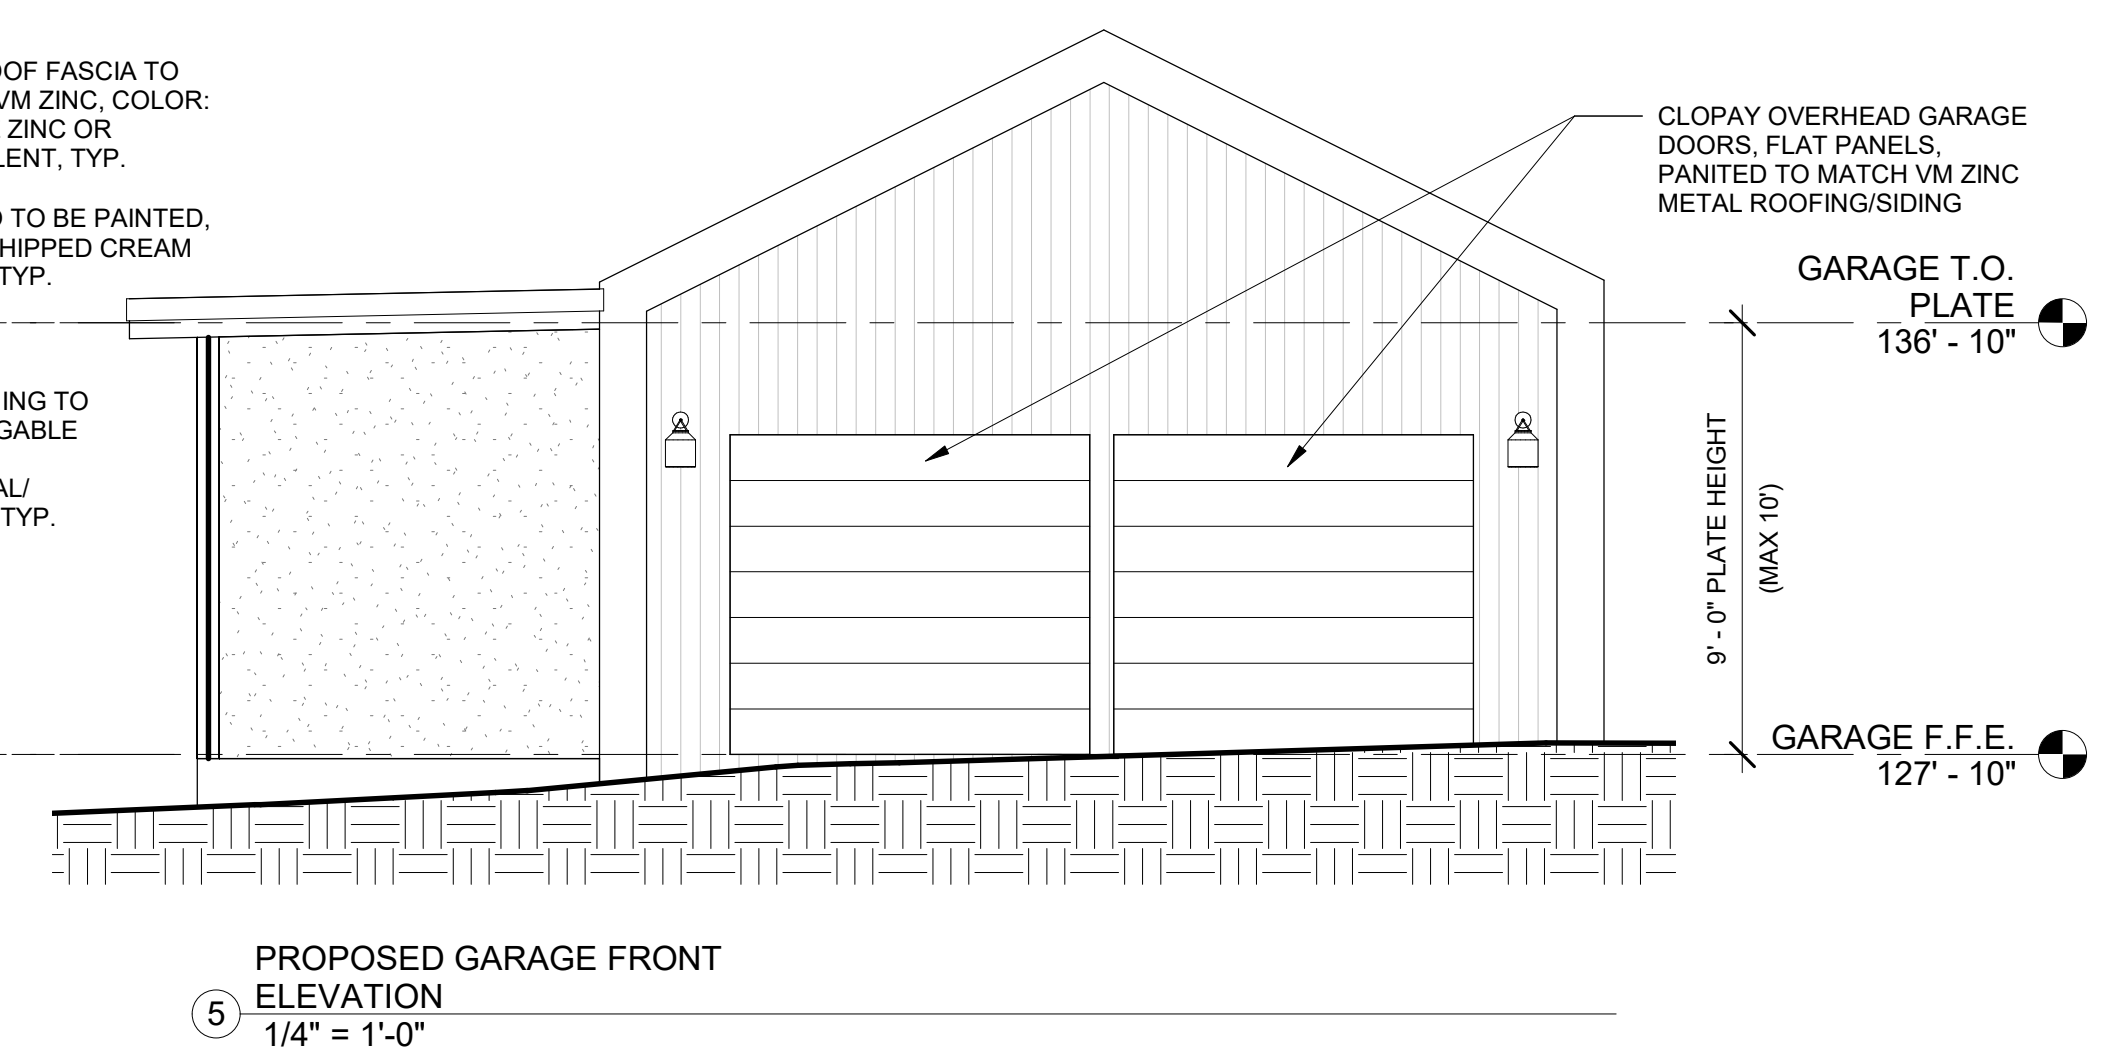 OOF FASCIA TO
VM ZINC, COLOR:
ZINC OR
LENT, TYP.
TO BE PAINTED,
HIPPED CREAM
TYP.
ING TO
GABLE
AL/
TYP.
CLOPAY OVERHEAD GARAGE
DOORS, FLAT PANELS,
PANITED TO MATCH VM ZINC
METAL ROOFING/SIDING
GARAGE T.O.
PLATE
136' - 10"
9' - 0" PLATE HEIGHT
(MAX 10')
GARAGE F.F.E.
127' - 10"
PROPOSED GARAGE FRONT
ELEVATION
5
1/4" = 1'-0"